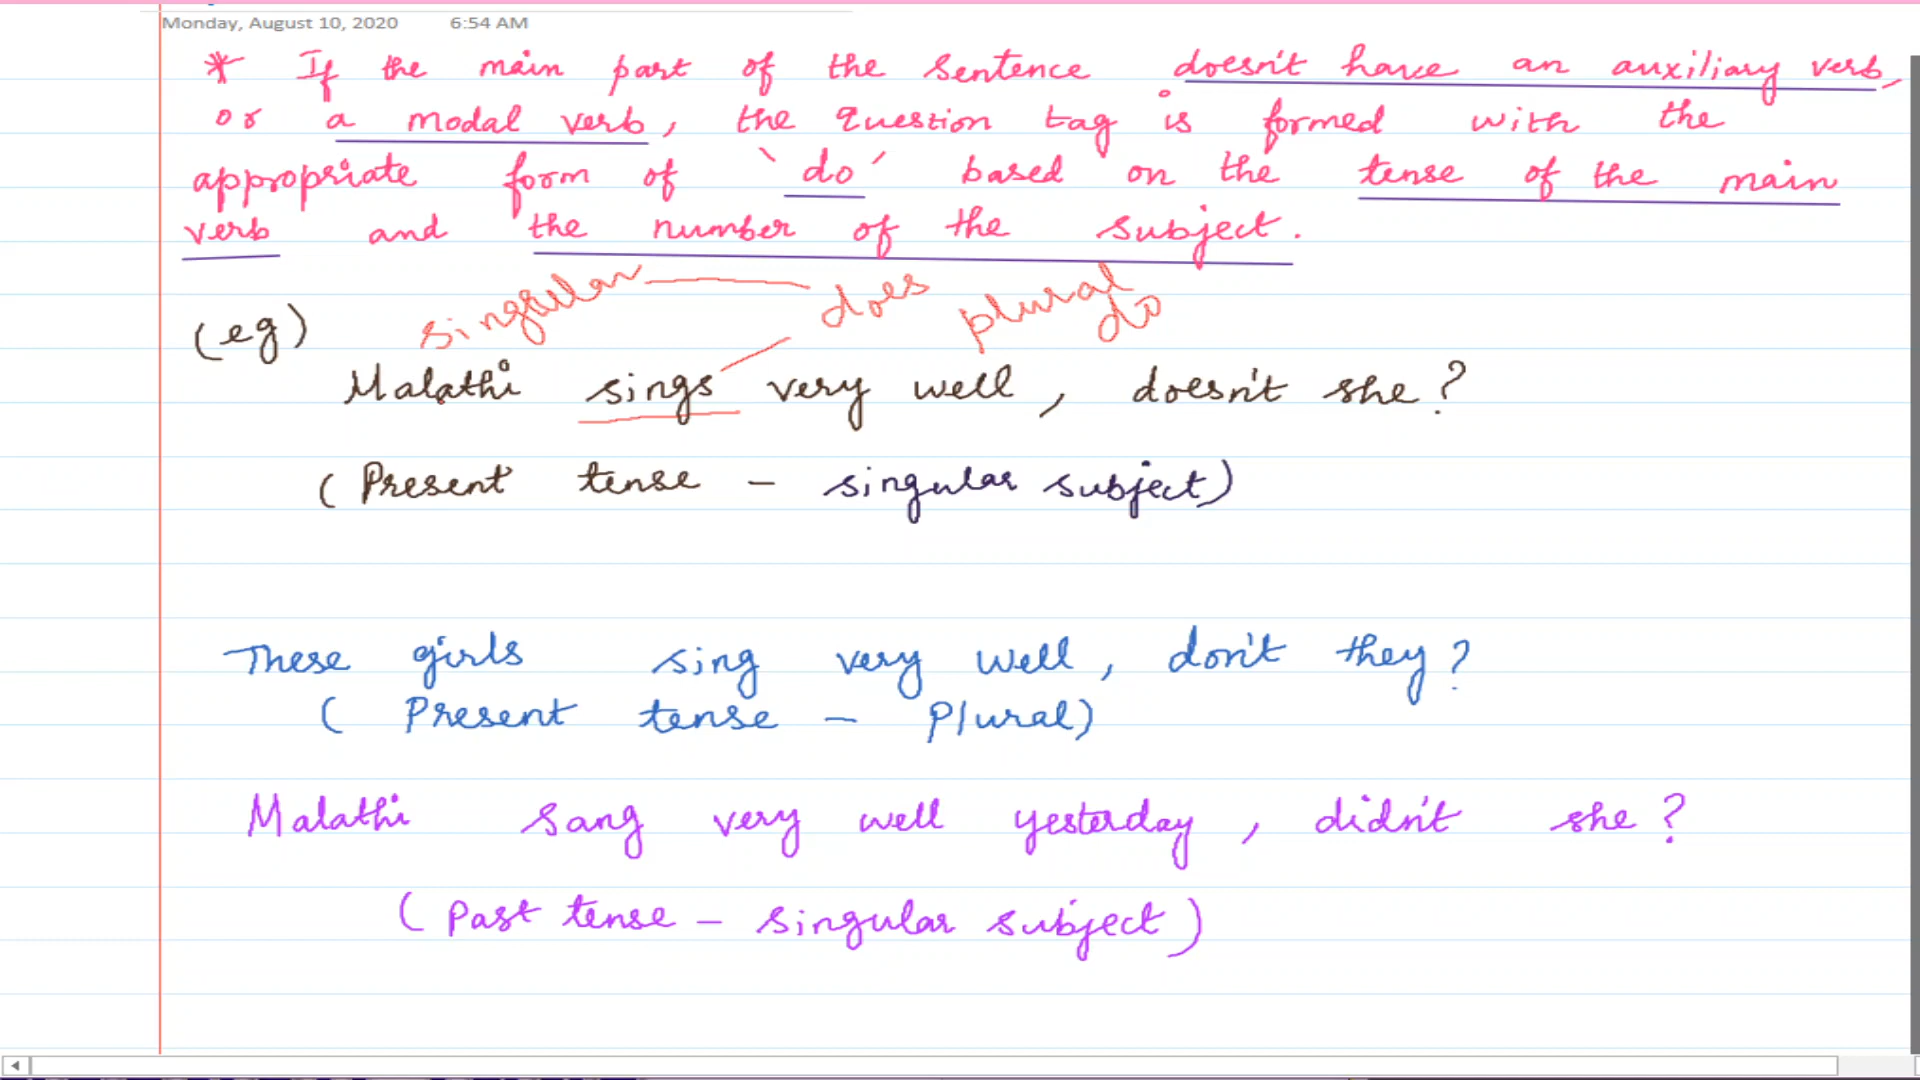 Monday, August 10, 2020 6:54 AM
* If the main part of the sentence doesn't have an auxiliary verb,
or a modal verb, the question tag is formed with the
appropriate form of `do´ based on the tense of the main
verb and the number of the subject.
singular — does plural do
(eg)
Malathi sings very well, doesn't she?
(Present tense - singular subject)
These girls sing very well, don't they?
(Present tense - Plural)
Malathi sang very well yesterday, didn't she?
(Past tense - singular subject)